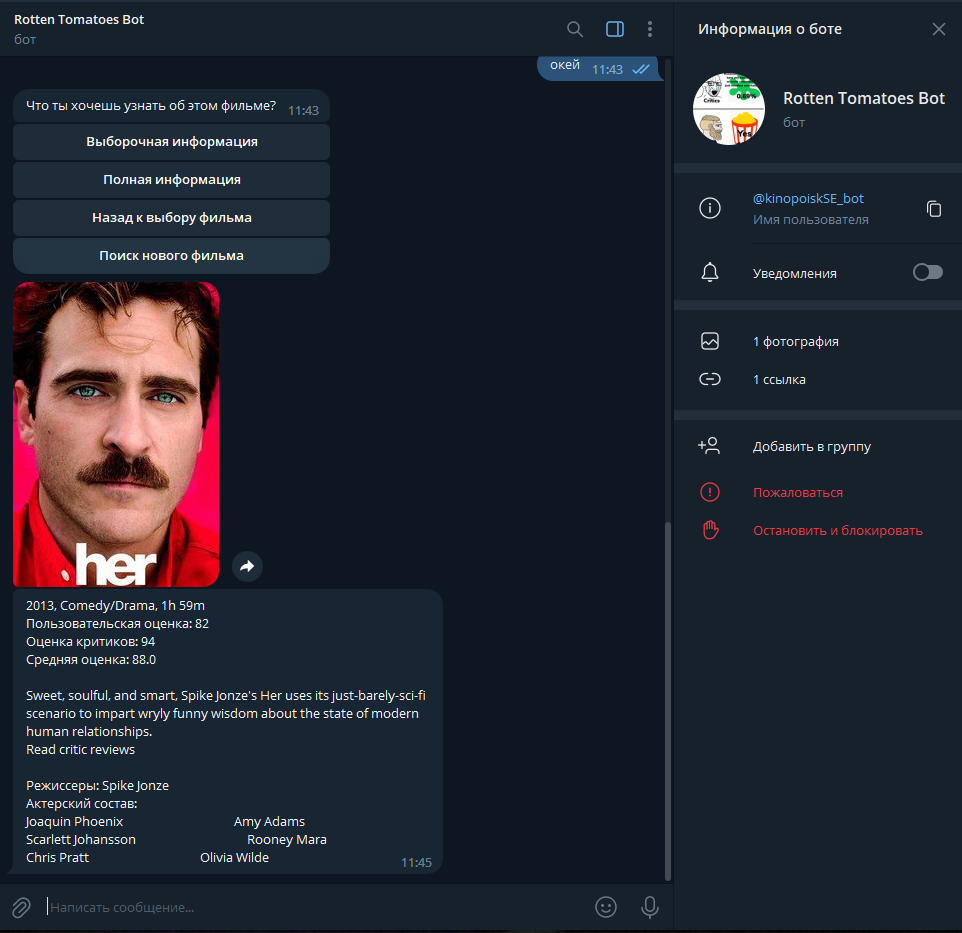 Rotten Tomatoes Bot
бот
окей
11:43
Что ты хочешь узнать об этом фильме?
11:43
Выборочная информация
Полная информация
Назад к выбору фильма
Поиск нового фильма
her
2013, Comedy/Drama, 1h 59m
Пользовательская оценка: 82
Оценка критиков: 94
Средняя оценка: 88.0
Sweet, soulful, and smart, Spike Jonze's Her uses its just-barely-sci-fi
scenario to impart wryly funny wisdom about the state of modern
human relationships.
Read critic reviews
Режиссеры: Spike Jonze
Актерский состав:
Joaquin Phoenix Amy Adams
Scarlett Johansson Rooney Mara
Chris Pratt Olivia Wilde
11:45
Написать сообщение...
Информация о боте
Critics
Yes
Rotten Tomatoes Bot
бот
@kinopoiskSE_bot
Имя пользователя
Уведомления
1 фотография
1 ссылка
Добавить в группу
Пожаловаться
Остановить и блокировать